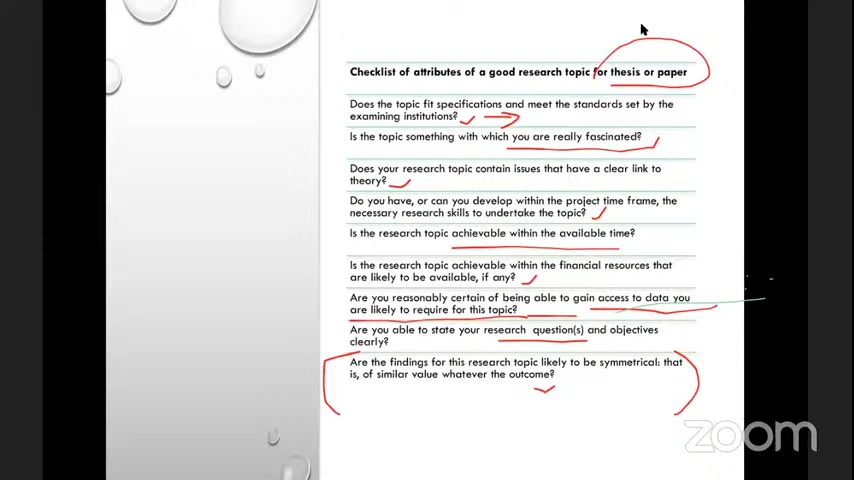 Checklist of attributes of a good research topic for thesis or paper
Does the topic fit specifications and meet the standards set by the
examining institutions?
Is the topic something with which you are really fascinated?
Does your research topic contain issues that have a clear link to
theory?
Do you have, or can you develop within the project time frame, the
necessary research skills to undertake the topic?
Is the research topic achievable within the available time?
Is the research topic achievable within the financial resources that
are likely to be available, if any?
Are you reasonably certain of being able to gain access to data you
are likely to require for this topic?
Are you able to state your research question(s) and objectives
clearly?
Are the findings for this research topic likely to be symmetrical: that
is, of similar value whatever the outcome?
zoom